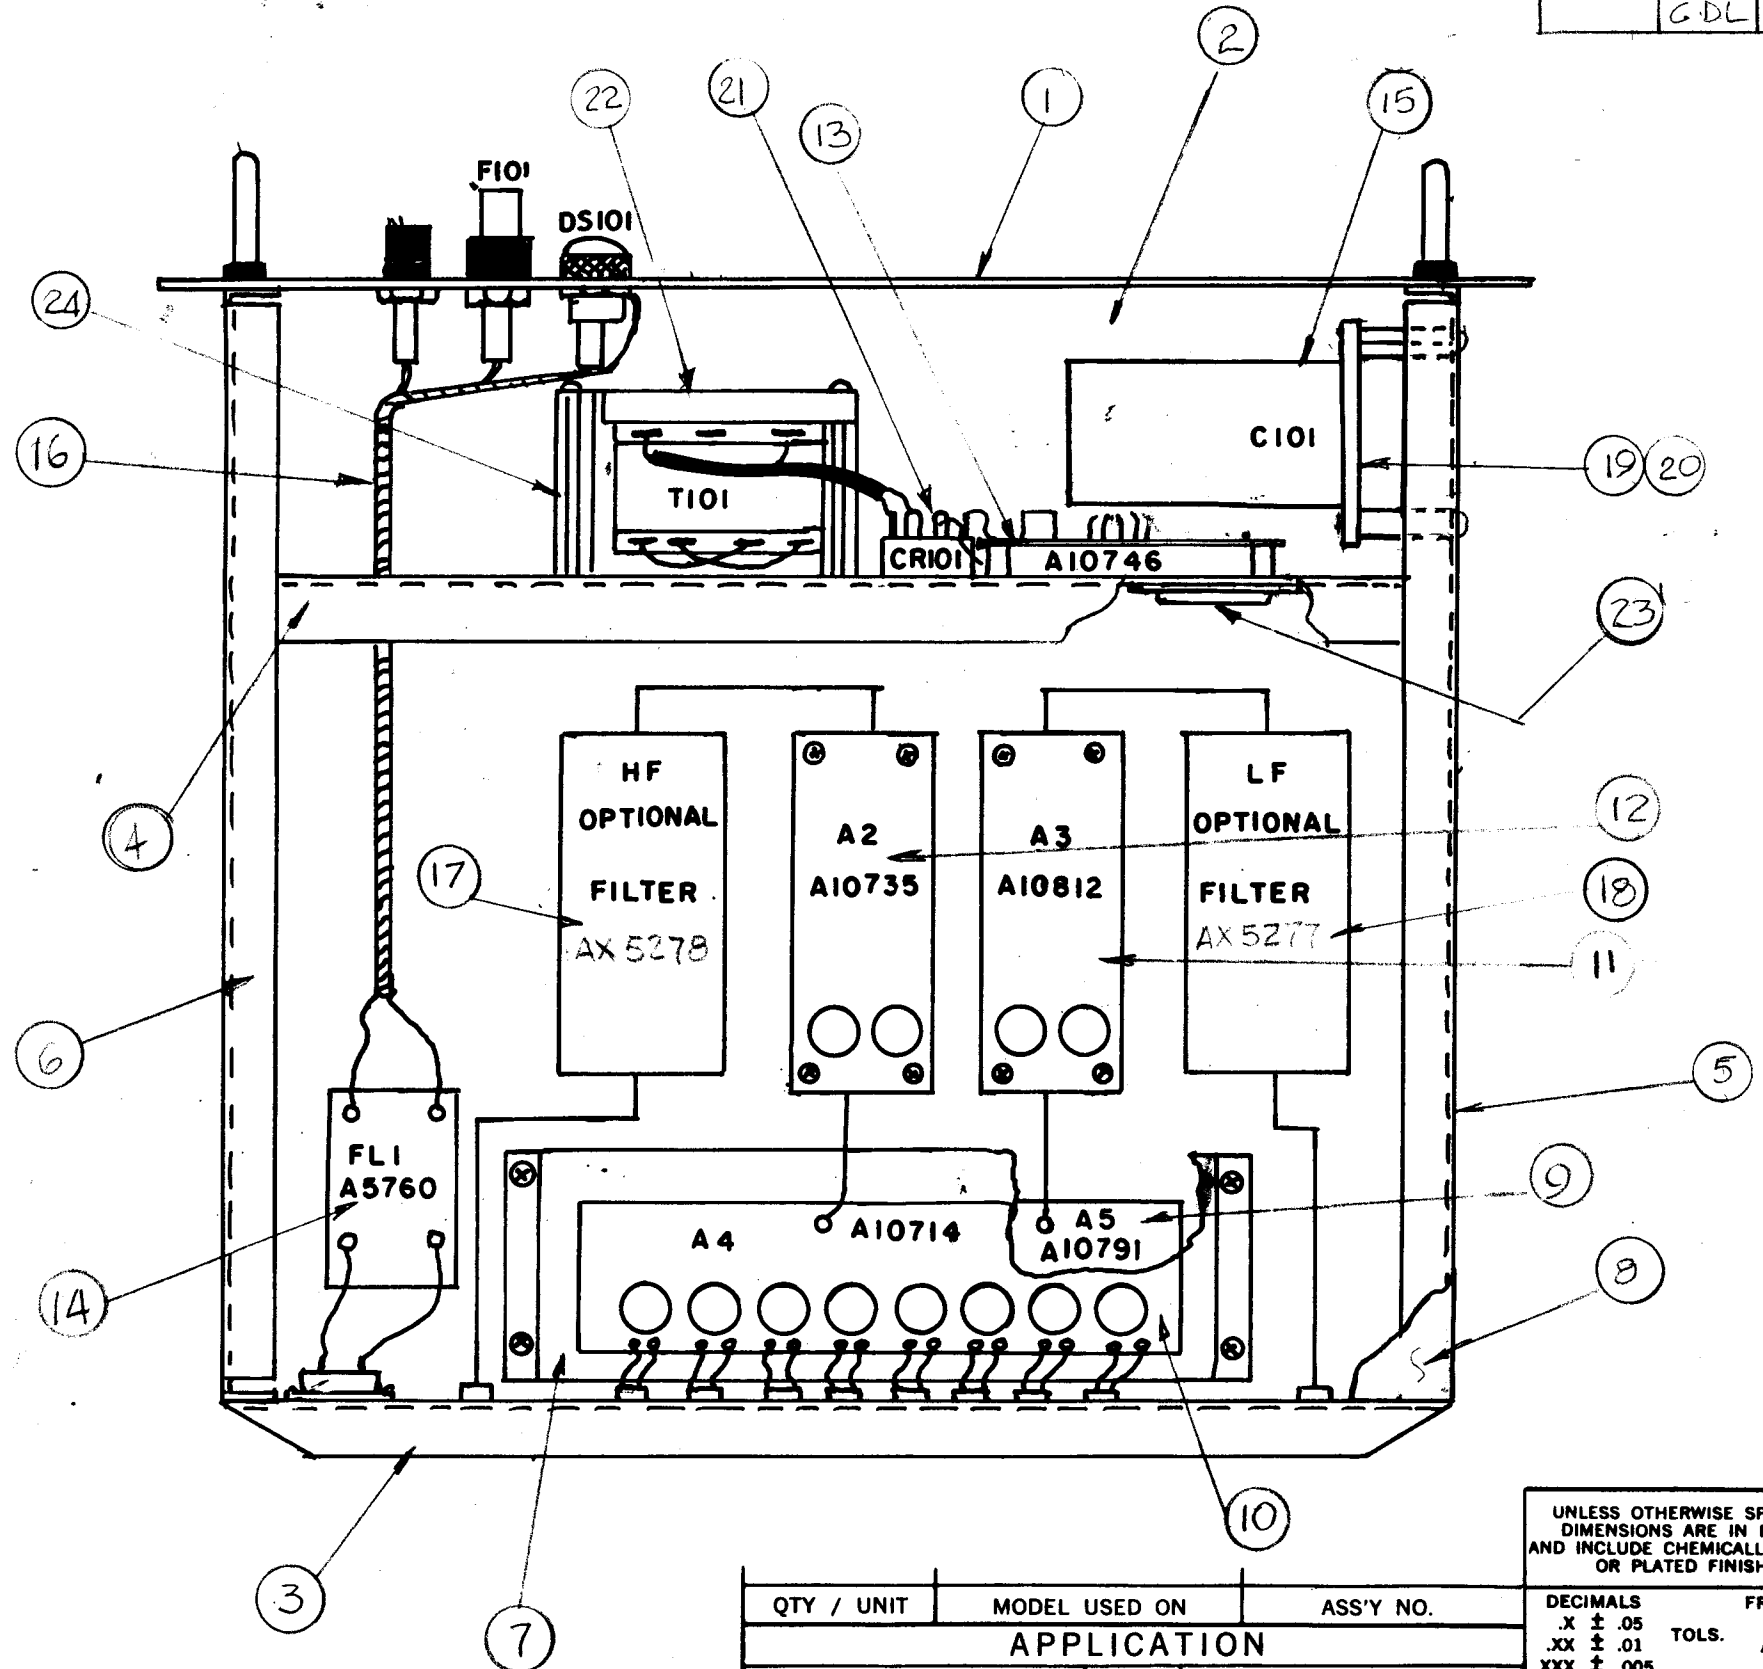 GDL
2
22
21
1
15
13
F101
DS101
24
C101
16
19 20
T101
CR101
A10746
23
HF
OPTIONAL
FILTER
AX 5278
A2
A10735
A3
A10812
LF
OPTIONAL
FILTER
AX 5277
12
4
17
18
11
6
5
FL1
A5760
9
A4
A10714
A5
A10791
8
14
10
3
7
UNLESS OTHERWISE
DIMENSIONS ARE IN
AND INCLUDE
OR PLATED
QTY / UNIT
MODEL USED ON
ASS'Y NO.
APPLICATION
DECIMALS
.X ± .05
.XX ± .01
.XXX ± .005
TOLS.